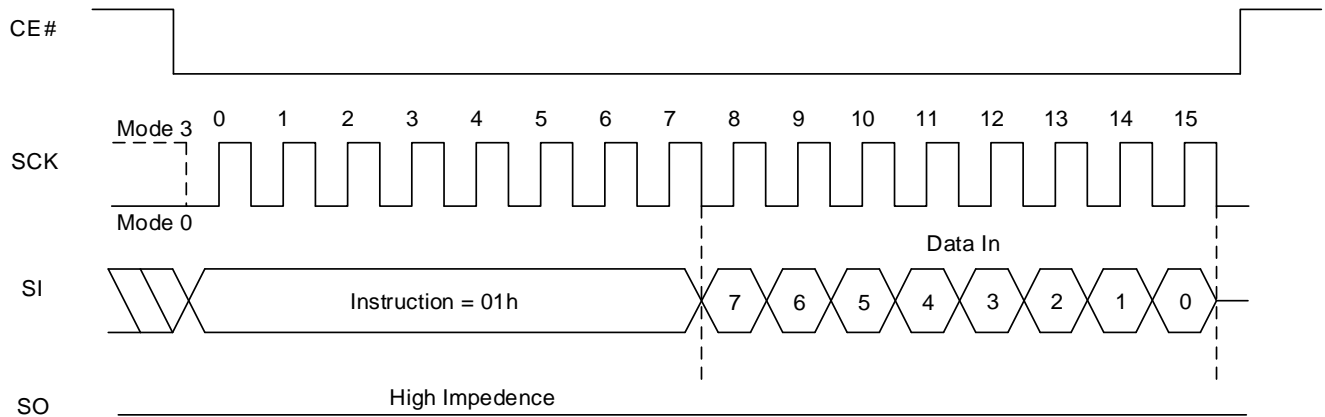 CE#
Mode 3
0 1 2 3 4 5 6 7 8 9 10 11 12 13 14 15
SCK
Mode 0
Data In
SI
Instruction = 01h
7 6 5 4 3 2 1 0
High Impedence
SO